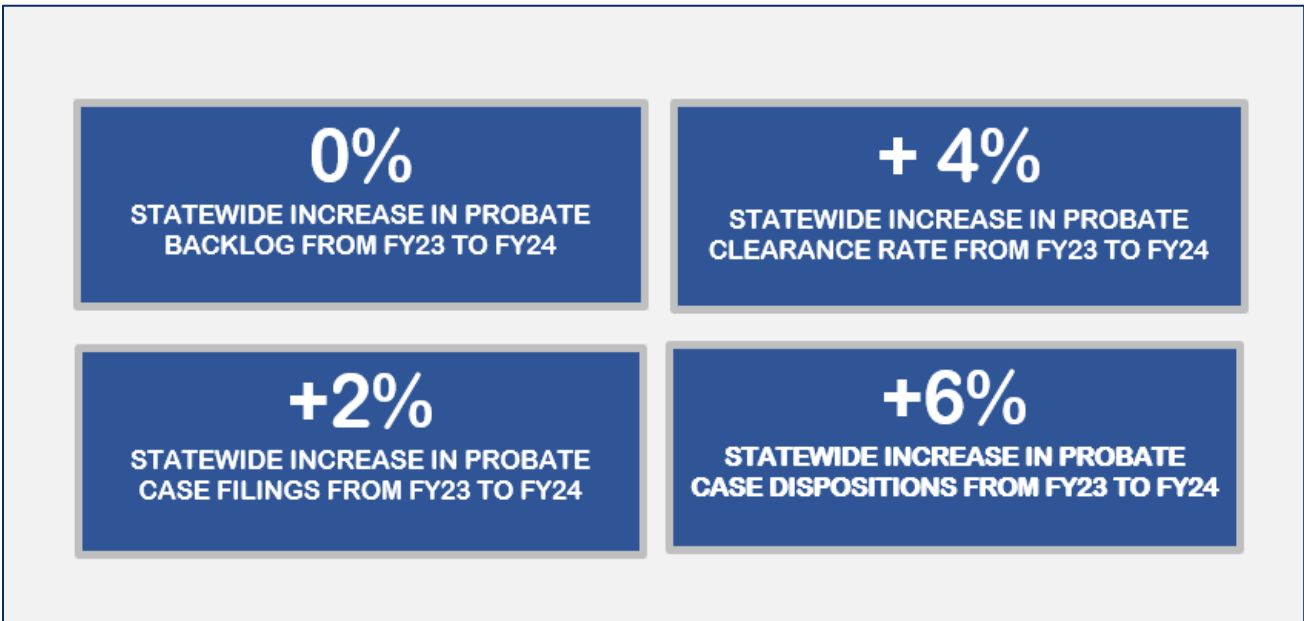 0%
STATEWIDE INCREASE IN PROBATE
BACKLOG FROM FY23 TO FY24
+ 4%
STATEWIDE INCREASE IN PROBATE
CLEARANCE RATE FROM FY23 TO FY24
+2%
STATEWIDE INCREASE IN PROBATE
CASE FILINGS FROM FY23 TO FY24
+6%
STATEWIDE INCREASE IN PROBATE
CASE DISPOSITIONS FROM FY23 TO FY24